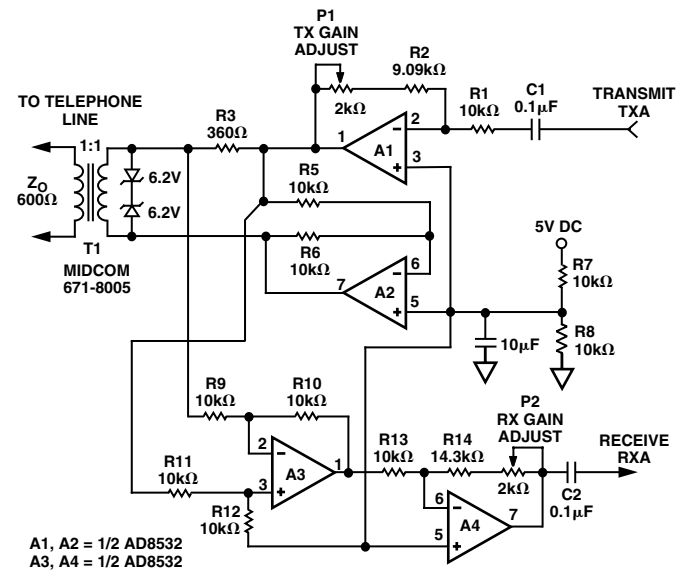 P1
TX GAIN
ADJUST
R2
9.09kΩ
2kΩ
R1
10kΩ
C1
0.1µF
TRANSMIT
TXA
TO TELEPHONE
LINE
1:1
R3
360Ω
1
2
3
A1
ZO
600Ω
6.2V
6.2V
T1
MIDCOM
671-8005
R5
10kΩ
R6
10kΩ
7
6
5
A2
5V DC
R7
10kΩ
R8
10kΩ
10µF
R9
10kΩ
R10
10kΩ
R11
10kΩ
R12
10kΩ
2
3
1
A3
R13
10kΩ
R14
14.3kΩ
P2
RX GAIN
ADJUST
2kΩ
6
5
7
A4
C2
0.1µF
RECEIVE
RXA
A1, A2 = 1/2 AD8532
A3, A4 = 1/2 AD8532